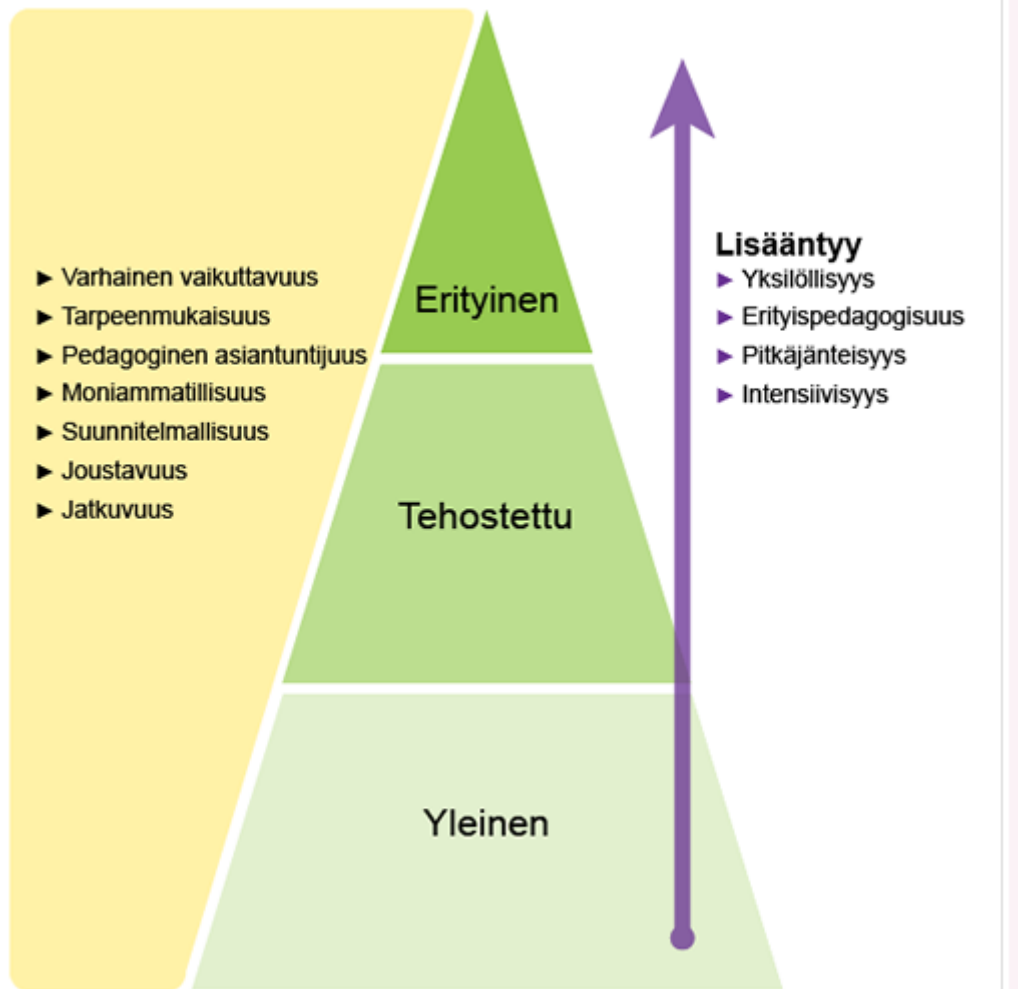 ► Varhainen vaikuttavuus
► Tarpeenmukaisuus
► Pedagoginen asiantuntijuus
► Moniammatillisuus
► Suunnitelmallisuus
► Joustavuus
► Jatkuvuus
Erityinen
Tehostettu
Yleinen
Lisääntyy
► Yksilöllisyys
► Erityispedagogisuus
► Pitkäjänteisyys
► Intensiivisyys